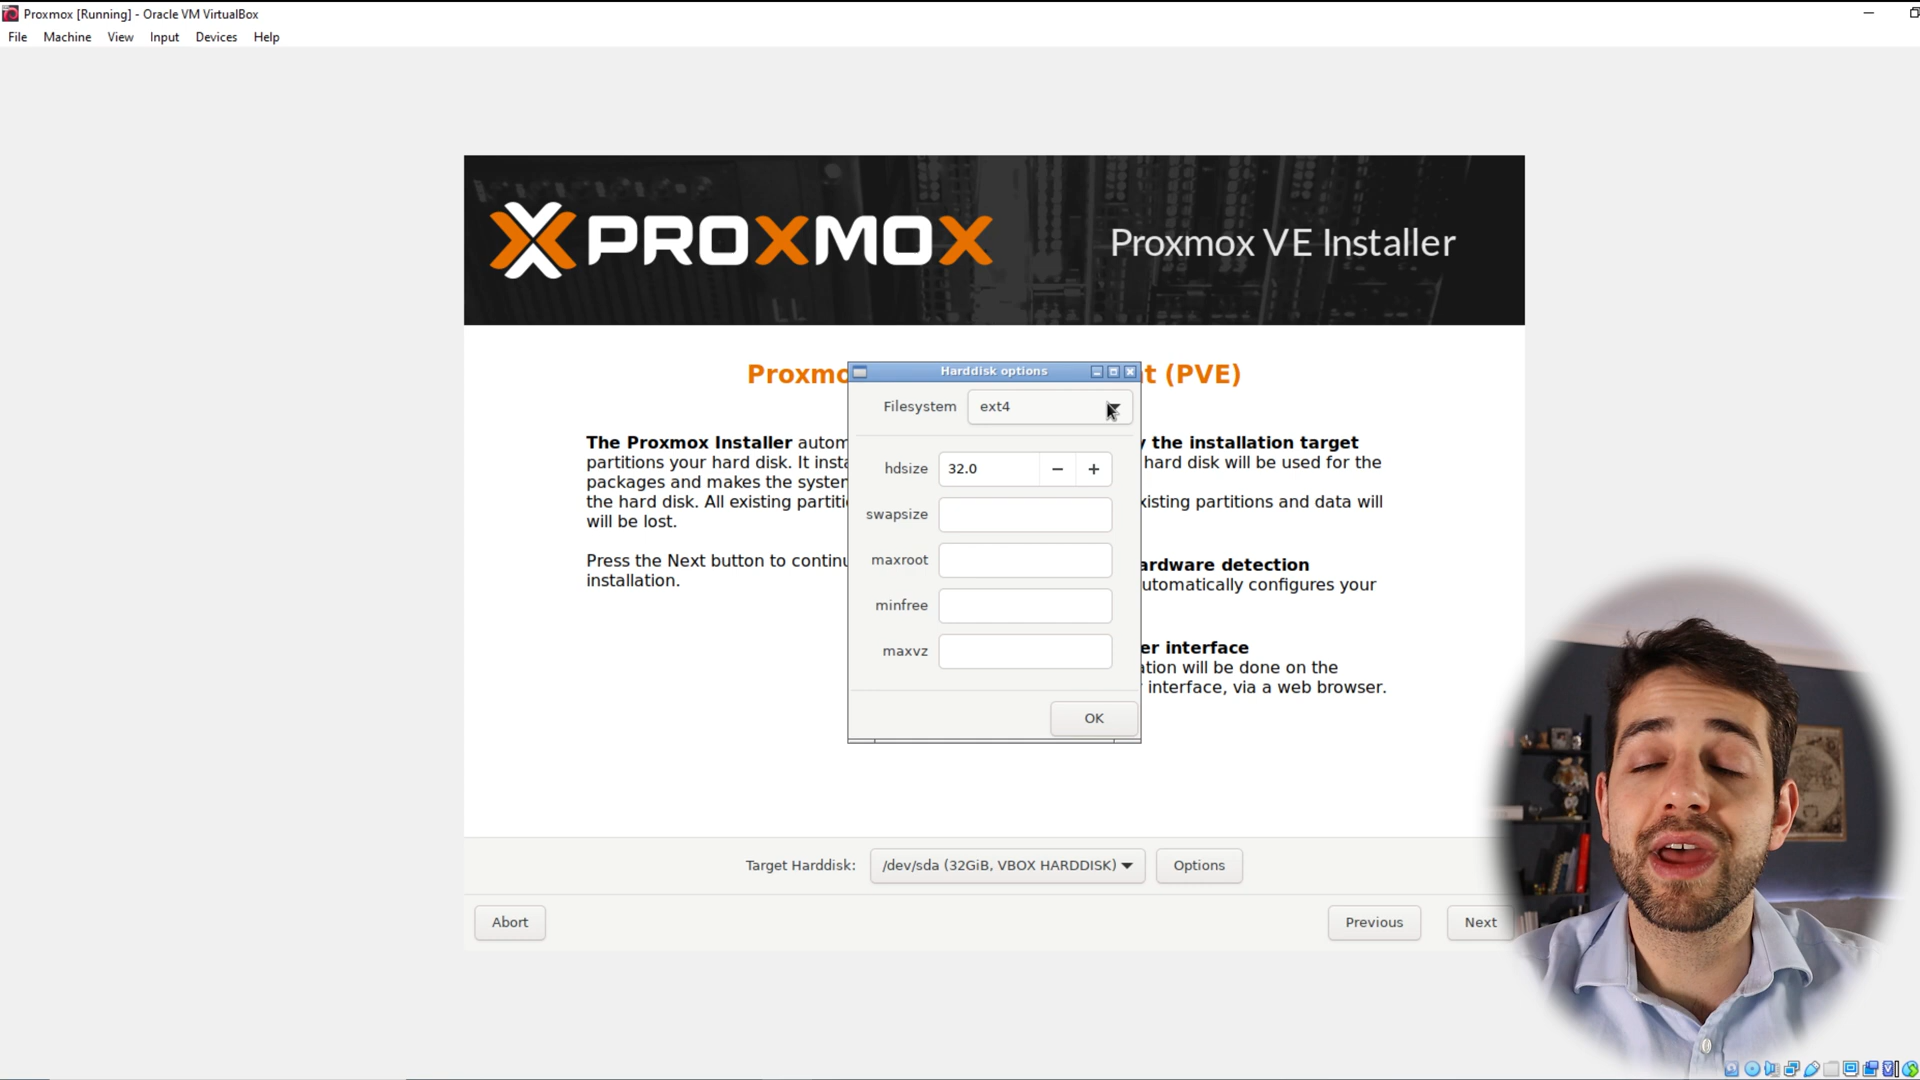 Proxmox [Running] - Oracle VM VirtualBox
File Machine View Input Devices Help
PROXMOX
Proxmox VE Installer
Proxmo
t (PVE)
Harddisk options
Filesystem ext4
hdsize 32.0 − +
swapsize
maxroot
minfree
maxvz
OK
The Proxmox Installer autom
partitions your hard disk. It insta
packages and makes the system
the hard disk. All existing partiti
will be lost.
Press the Next button to continu
installation.
y the installation target
hard disk will be used for the
xisting partitions and data will
ardware detection
utomatically configures your
er interface
ation will be done on the
interface, via a web browser.
Target Harddisk: /dev/sda (32GiB, VBOX HARDDISK) Options
Abort Previous Next